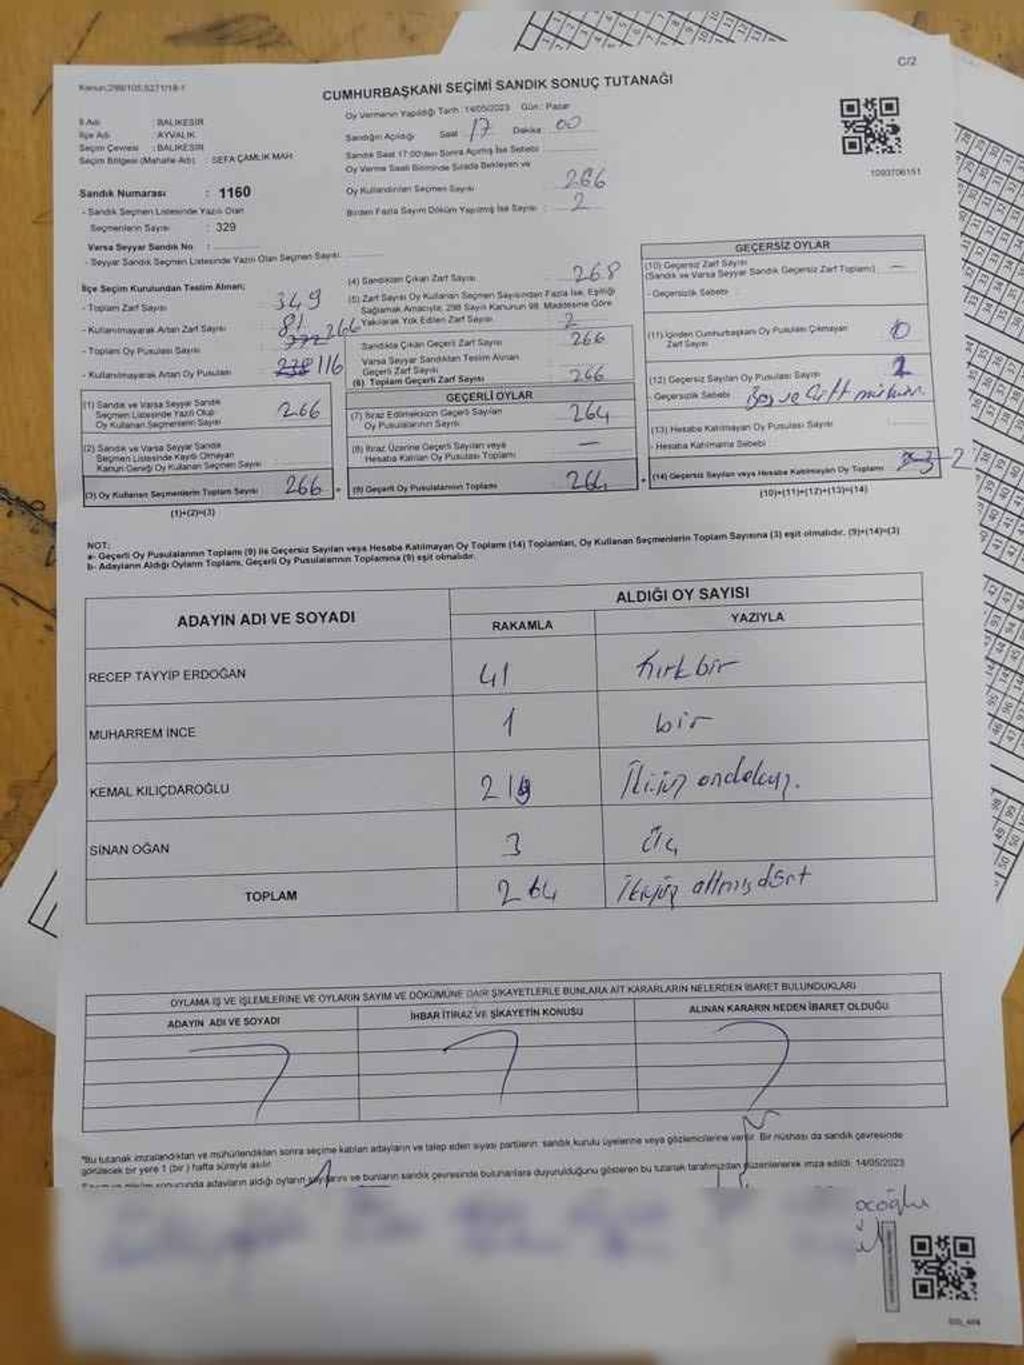 C/2
Kanun:298/105,5271/18-1
CUMHURBAŞKANI SEÇİMİ SANDIK SONUÇ TUTANAĞI
İl Adı : BALIKESİR
İlçe Adı : AYVALIK
Seçim Çevresi : BALIKESİR
Seçim Bölgesi (Mahalle Adı) : SEFA ÇAMLIK MAH.
Sandık Numarası : 1160
- Sandık Seçmen Listesinde Yazılı Olan
Seçmenlerin Sayısı : 329
Varsa Seyyar Sandık No :
- Seyyar Sandık Seçmen Listesinde Yazılı Olan Seçmen Sayısı
Oy Vermenin Yapıldığı Tarih : 14/05/2023 Gün : Pazar
Sandığın Açıldığı Saat 17 Dakika : 00
Sandık Saat 17:00'den Sonra Açılmış İse Sebebi
Oy Verme Saati Bitiminde Sırada Bekleyen ve
Oy Kullandırılan Seçmen Sayısı : 266
Birden Fazla Sayım Döküm Yapılmış İse Sayısı : 2
1093706151
İlçe Seçim Kurulundan Teslim Alınan;
- Toplam Zarf Sayısı 349
- Kullanılmayarak Artan Zarf Sayısı 81
- Toplam Oy Pusulası Sayısı 266
- Kullanılmayarak Artan Oy Pusulası 116
(1) Sandık ve Varsa Seyyar Sandık
Seçmen Listesinde Yazılı Olup
Oy Kullanan Seçmenlerin Sayısı 266
(2) Sandık ve Varsa Seyyar Sandık
Seçmen Listesinde Kayıtlı Olmayan
Kanun Gereği Oy Kullanan Seçmen Sayısı
(3) Oy Kullanan Seçmenlerin Toplam Sayısı 266
(1)+(2)=(3)
(4) Sandıktan Çıkan Zarf Sayısı 268
(5) Zarf Sayısı Oy Kullanan Seçmen Sayısından Fazla İse, Eşitliği
Sağlamak Amacıyla; 298 Sayılı Kanunun 98. Maddesine Göre
Yakılarak Yok Edilen Zarf Sayısı 2
Sandıkta Çıkan Geçerli Zarf Sayısı 266
Varsa Seyyar Sandıktan Teslim Alınan
Geçerli Zarf Sayısı
(6) Toplam Geçerli Zarf Sayısı 266
GEÇERLİ OYLAR
(7) İtiraz Edilmeksizin Geçerli Sayılan
Oy Pusulalarının Sayısı 264
(8) İtiraz Üzerine Geçerli Sayılan veya
Hesaba Katılan Oy Pusulası Toplamı —
(9) Geçerli Oy Pusulalarının Toplamı 264
GEÇERSİZ OYLAR
(10) Geçersiz Zarf Sayısı
(Sandık ve Varsa Seyyar Sandık Geçersiz Zarf Toplamı) —
- Geçersizlik Sebebi :
(11) İçinden Cumhurbaşkanı Oy Pusulası Çıkmayan
Zarf Sayısı 0
(12) Geçersiz Sayılan Oy Pusulası Sayısı
Geçersizlik Sebebi Boş ve Çift mühür
(13) Hesaba Katılmayan Oy Pusulası Sayısı
- Hesaba Katılmama Sebebi
(14) Geçersiz Sayılan veya Hesaba Katılmayan Oy Toplamı 2
(10)+(11)+(12)+(13)=(14)
NOT:
a- Geçerli Oy Pusulalarının Toplamı (9) ile Geçersiz Sayılan veya Hesaba Katılmayan Oy Toplamı (14) Toplamları, Oy Kullanan Seçmenlerin Toplam Sayısına (3) eşit olmalıdır. (9)+(14)=(3)
b- Adayların Aldığı Oyların Toplamı, Geçerli Oy Pusulalarının Toplamına (9) eşit olmalıdır.
ADAYIN ADI VE SOYADI
ALDIĞI OY SAYISI
RAKAMLA YAZIYLA
RECEP TAYYİP ERDOĞAN 41 kırkbir
MUHARREM İNCE 1 bir
KEMAL KILIÇDAROĞLU 219 İkiyüz ondokuz.
SİNAN OĞAN 3 üç
TOPLAM 264 İkiyüz altmışdört
OYLAMA İŞ VE İŞLEMLERİNE VE OYLARIN SAYIM VE DÖKÜMÜNE DAİR ŞİKAYETLERLE BUNLARA AİT KARARLARIN NELERDEN İBARET BULUNDUKLARI
ADAYIN ADI VE SOYADI İHBAR İTİRAZ VE ŞİKAYETİN KONUSU ALINAN KARARIN NEDEN İBARET OLDUĞU
*Bu tutanak imzalandıktan ve mühürlendikten sonra seçime katılan adayların ve talep eden siyasi partilerin sandık kurulu üyelerine veya gözlemcilerine verilir. Bir nüshası da sandık çevresinde
görülecek bir yere 1 (bir) hafta süreyle asılır.
adayların aldığı oyların sayılarını ve bunların sandık çevresinde bulunanlara duyurulduğunu gösteren bu tutanak tarafımızdan düzenlenerek imza edildi. 14/05/2023
ocoğlu